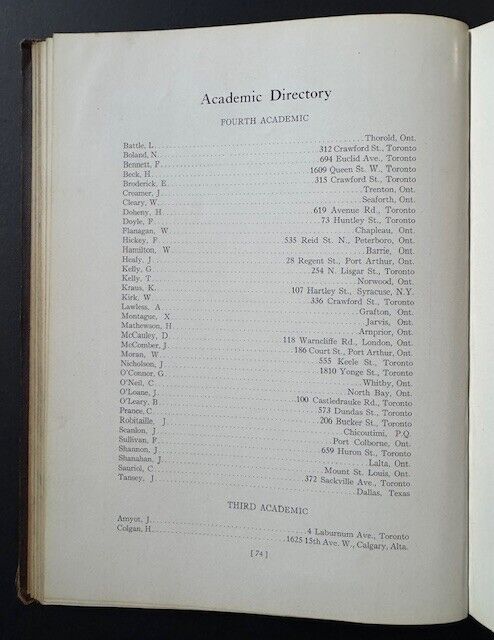 Academic Directory
FOURTH ACADEMIC
Battle, L. Thorold, Ont.
Boland, N. 312 Crawford St., Toronto
Bennett, F. 694 Euclid Ave., Toronto
Beck, H. 1609 Queen St. W., Toronto
Broderick, E. 315 Crawford St., Toronto
Creamer, J. Trenton, Ont.
Cleary, W. Seaforth, Ont.
Doheny, H. 619 Avenue Rd., Toronto
Doyle, F. 73 Huntley St., Toronto
Flanagan, W. Chapleau, Ont.
Hickey, F. 535 Reid St. N., Peterboro, Ont.
Hamilton, W. Barrie, Ont.
Healy, J. 28 Regent St., Port Arthur, Ont.
Kelly, G. 254 N. Lisgar St., Toronto
Kelly, T. Norwood, Ont.
Kraus, K. 107 Hartley St., Syracuse, N.Y.
Kirk, W. 336 Crawford St., Toronto
Lawless, A. Grafton, Ont.
Montague, X. Jarvis, Ont.
Mathewson, H. Arnprior, Ont.
McCauley, D. 118 Warncliffe Rd., London, Ont.
McComber, J. 186 Court St., Port Arthur, Ont.
Moran, W. 555 Keele St., Toronto
Nicholson, J. 1810 Yonge St., Toronto
O'Connor, G. Whitby, Ont.
O'Neil, C. North Bay, Ont.
O'Loane, J. 100 Castledrauke Rd., Toronto
O'Leary, B. 573 Dundas St., Toronto
Prance, C. 206 Bucker St., Toronto
Robitaille, J. Chicoutimi, P.Q.
Scanlon, J. Port Colborne, Ont.
Sullivan, F. 659 Huron St., Toronto
Shannon, J. Lalta, Ont.
Shanahan, J. Mount St. Louis, Ont.
Sauriol, C. 372 Sackville Ave., Toronto
Tansey, J. Dallas, Texas
THIRD ACADEMIC
Amyot, J. 4 Laburnum Ave., Toronto
Colgan, H. 1625 15th Ave. W., Calgary, Alta.
[ 74 ]